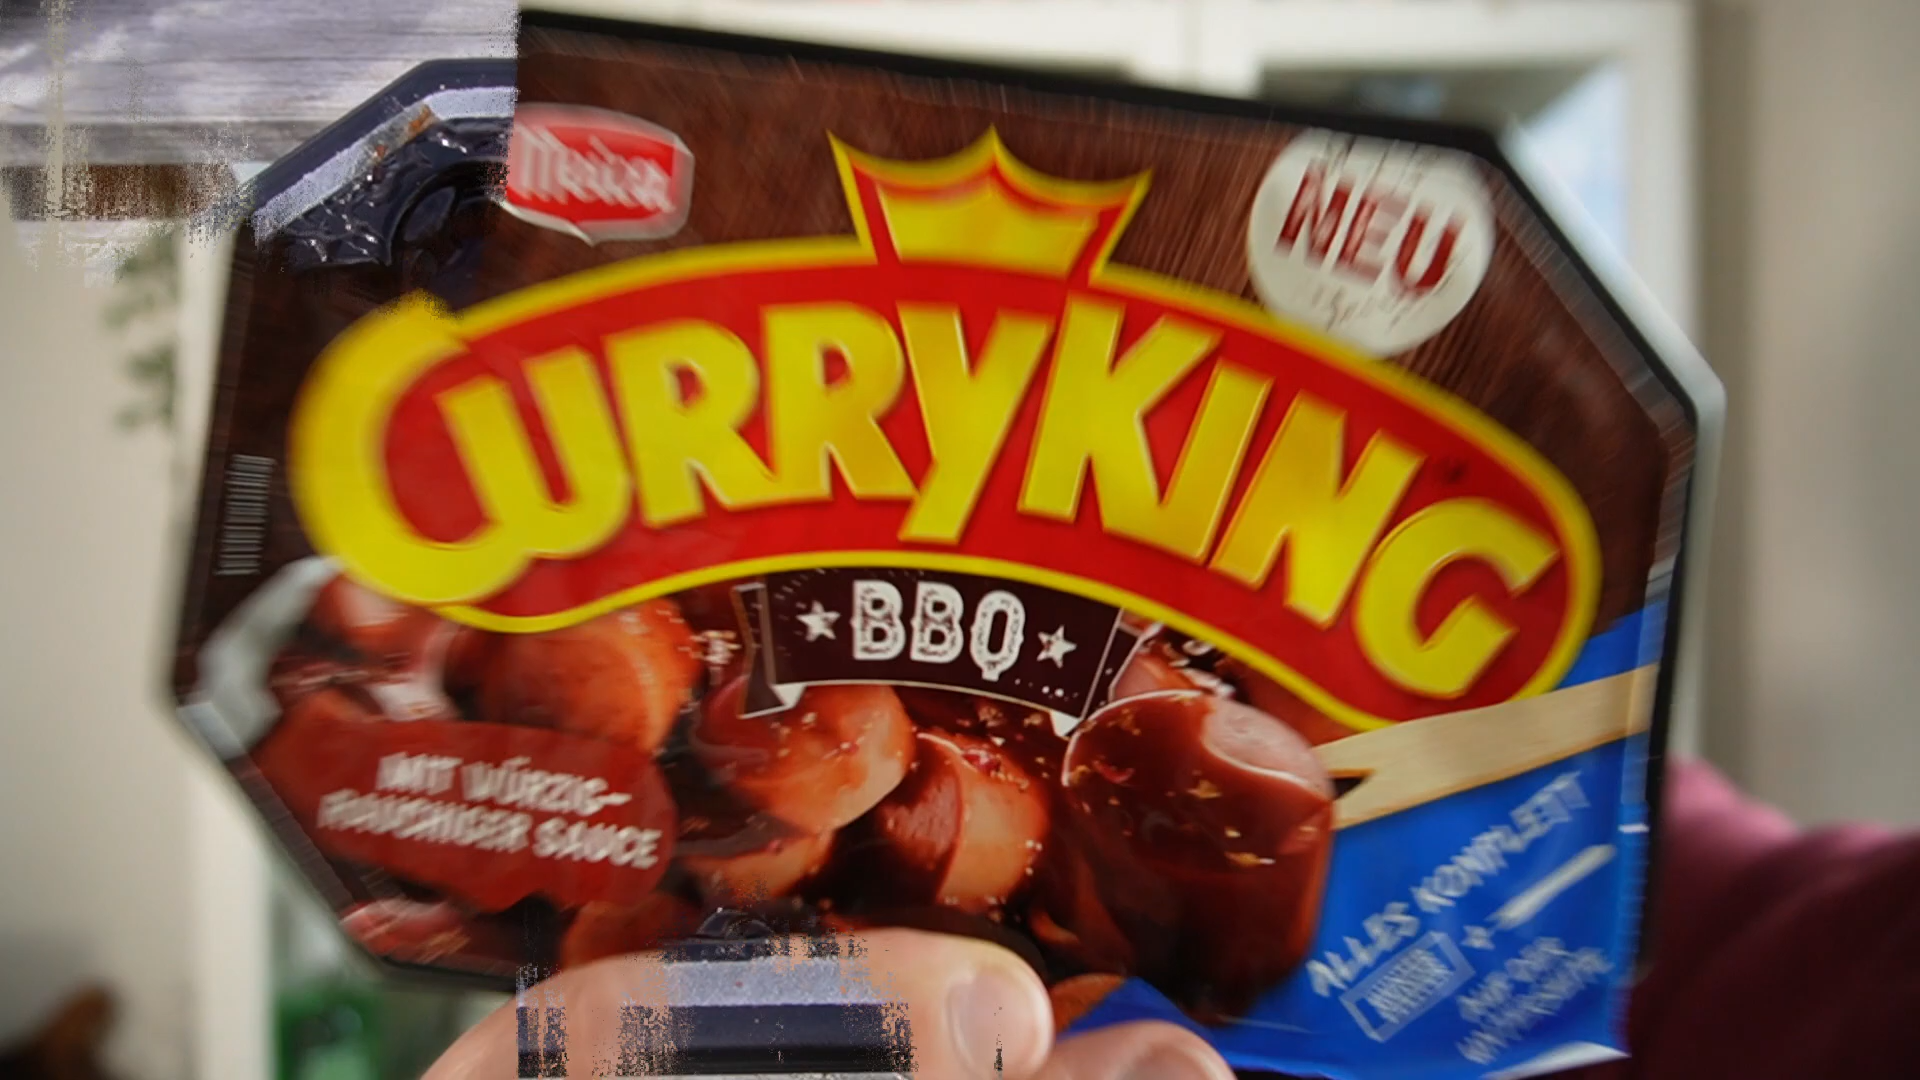 Meica
NEU
CURRYKING
BBQ
MIT WÜRZIG-
RAUCHIGER SAUCE
ALLES KOMPLETT